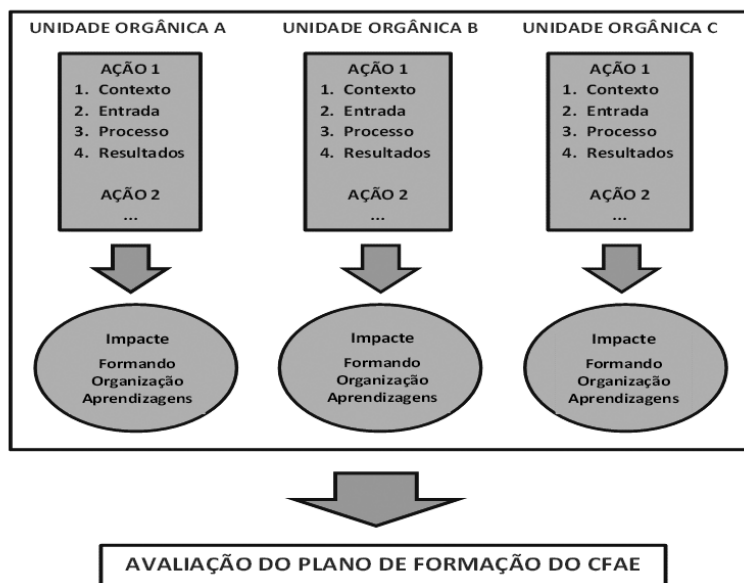 UNIDADE ORGÂNICA A
AÇÃO 1
1. Contexto
2. Entrada
3. Processo
4. Resultados
AÇÃO 2
...
Impacte
Formando
Organização
Aprendizagens
UNIDADE ORGÂNICA B
AÇÃO 1
1. Contexto
2. Entrada
3. Processo
4. Resultados
AÇÃO 2
...
Impacte
Formando
Organização
Aprendizagens
UNIDADE ORGÂNICA C
AÇÃO 1
1. Contexto
2. Entrada
3. Processo
4. Resultados
AÇÃO 2
...
Impacte
Formando
Organização
Aprendizagens
AVALIAÇÃO DO PLANO DE FORMAÇÃO DO CFAE